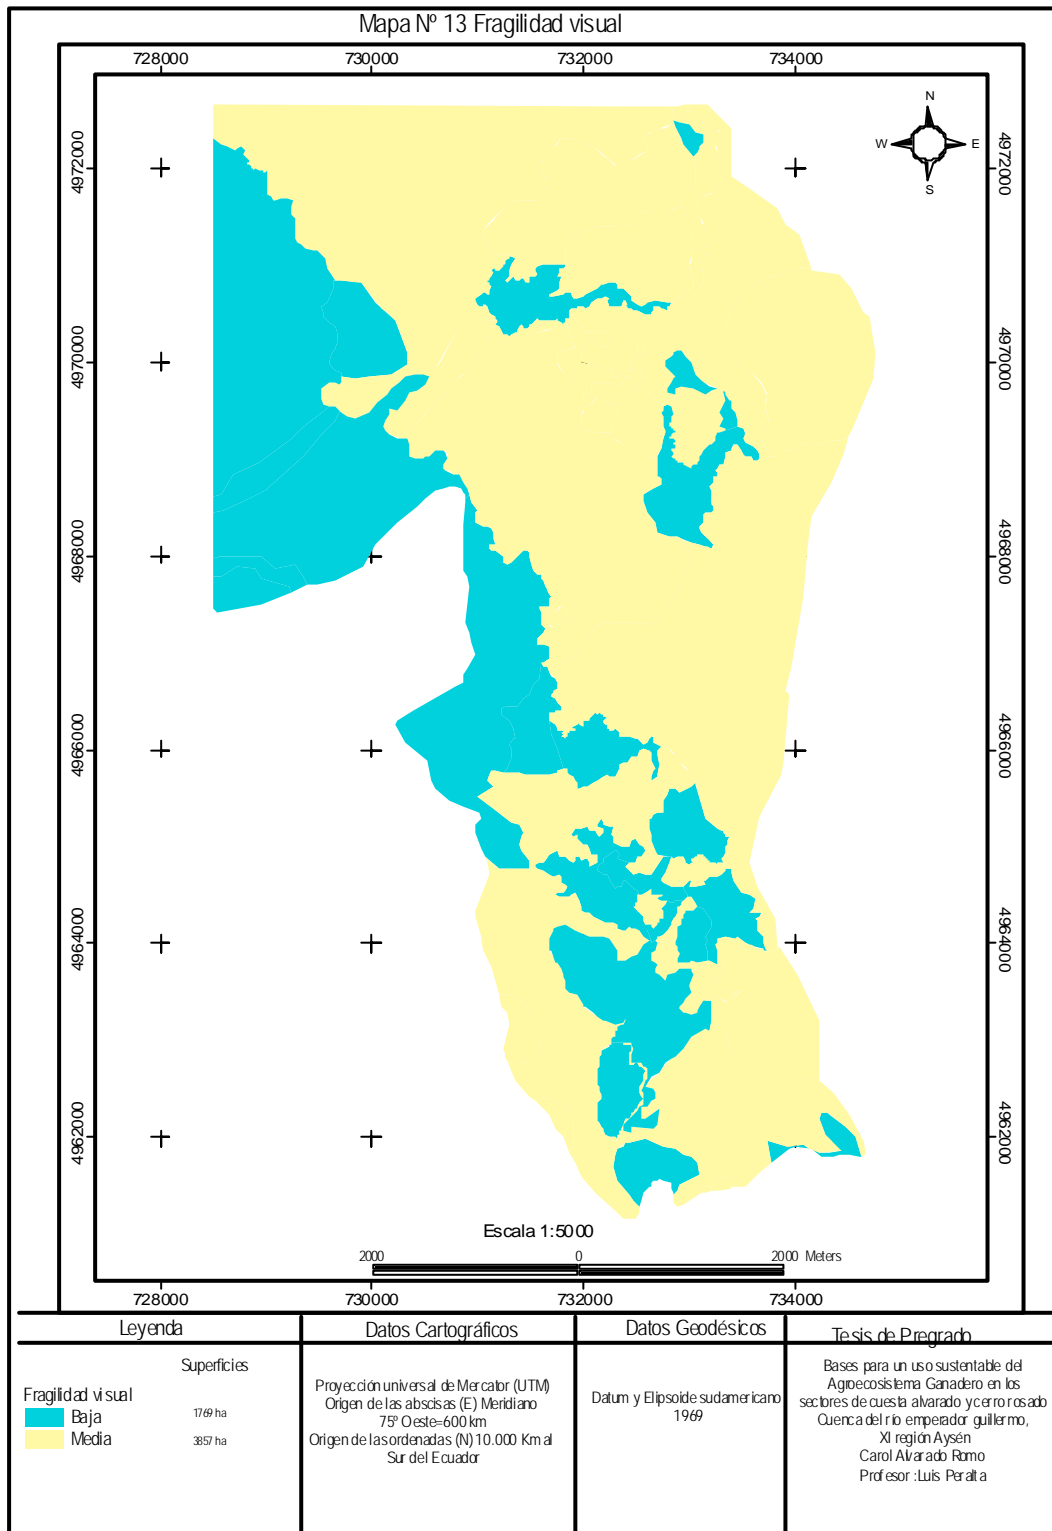 Mapa Nº 13 Fragilidad visual
728000 730000 732000 734000
N
W E
S
4972000 4972000
4970000 4970000
4968000 4968000
4966000 4966000
4964000 4964000
4962000 4962000
Escala 1:5000
2000 0 2000 Meters
728000 730000 732000 734000
Leyenda
Superficies
Fragilidad visual
Baja 1769 ha
Media 3857 ha
Datos Cartográficos
Proyección universal de Mercator (UTM)
Origen de las abscisas (E) Meridiano
75º Oeste=600 km
Origen de las ordenadas (N) 10.000 Km al
Sur del Ecuador
Datos Geodésicos
Datum y Elipsoide sudamericano
1969
Tesis de Pregrado
Bases para un uso sustentable del
Agroecosistema Ganadero en los
sectores de cuesta alvarado y cerro rosado
Cuenca del río emperador guillermo,
XI región Aysén
Carol Alvarado Romo
Profesor :Luis Peralta